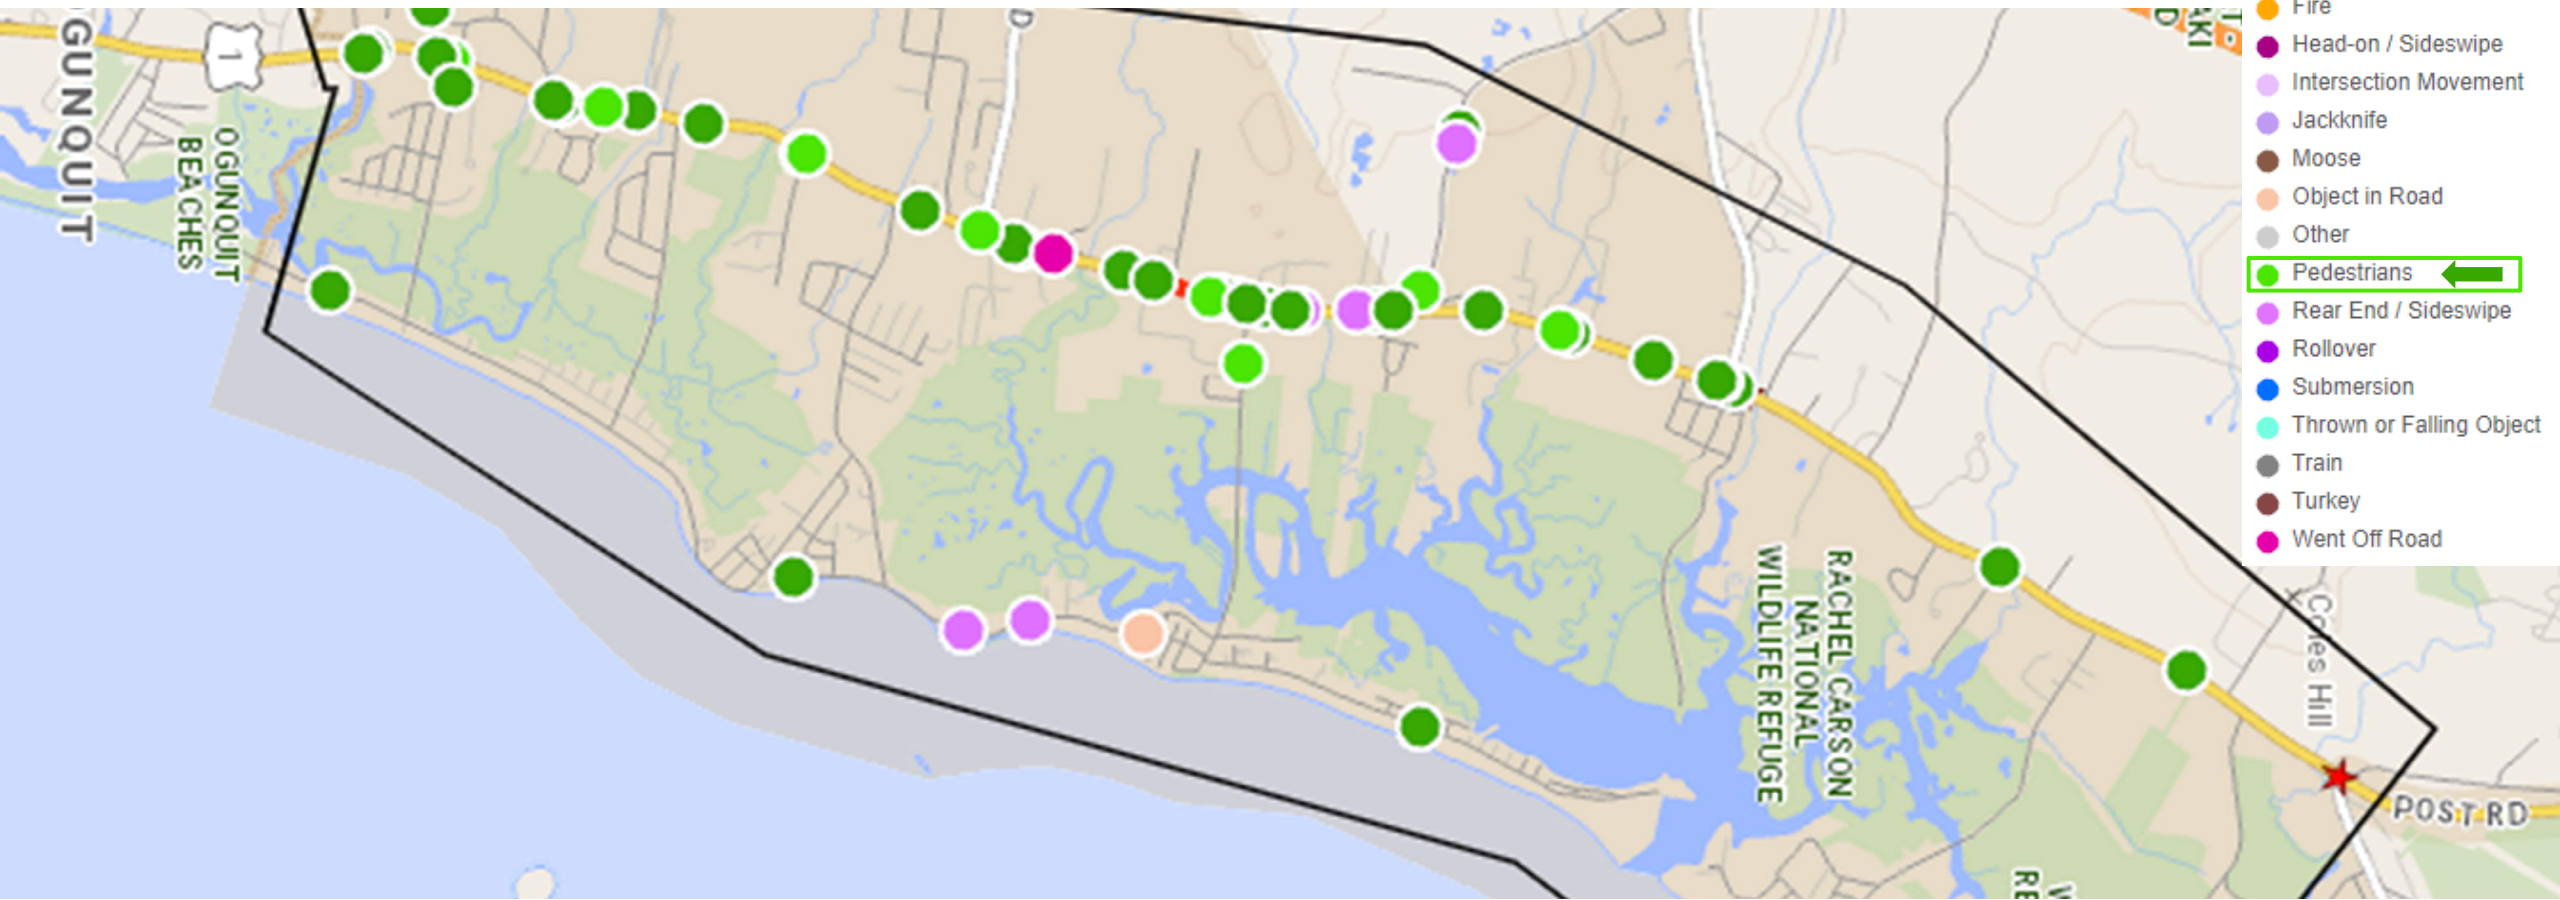 OGUNQUIT
1
OGUNQUIT
BEACHES
D
RACHEL CARSON
NATIONAL
WILDLIFE REFUGE
Coles Hill
POST RD
Fire
Head-on / Sideswipe
Intersection Movement
Jackknife
Moose
Object in Road
Other
Pedestrians
Rear End / Sideswipe
Rollover
Submersion
Thrown or Falling Object
Train
Turkey
Went Off Road